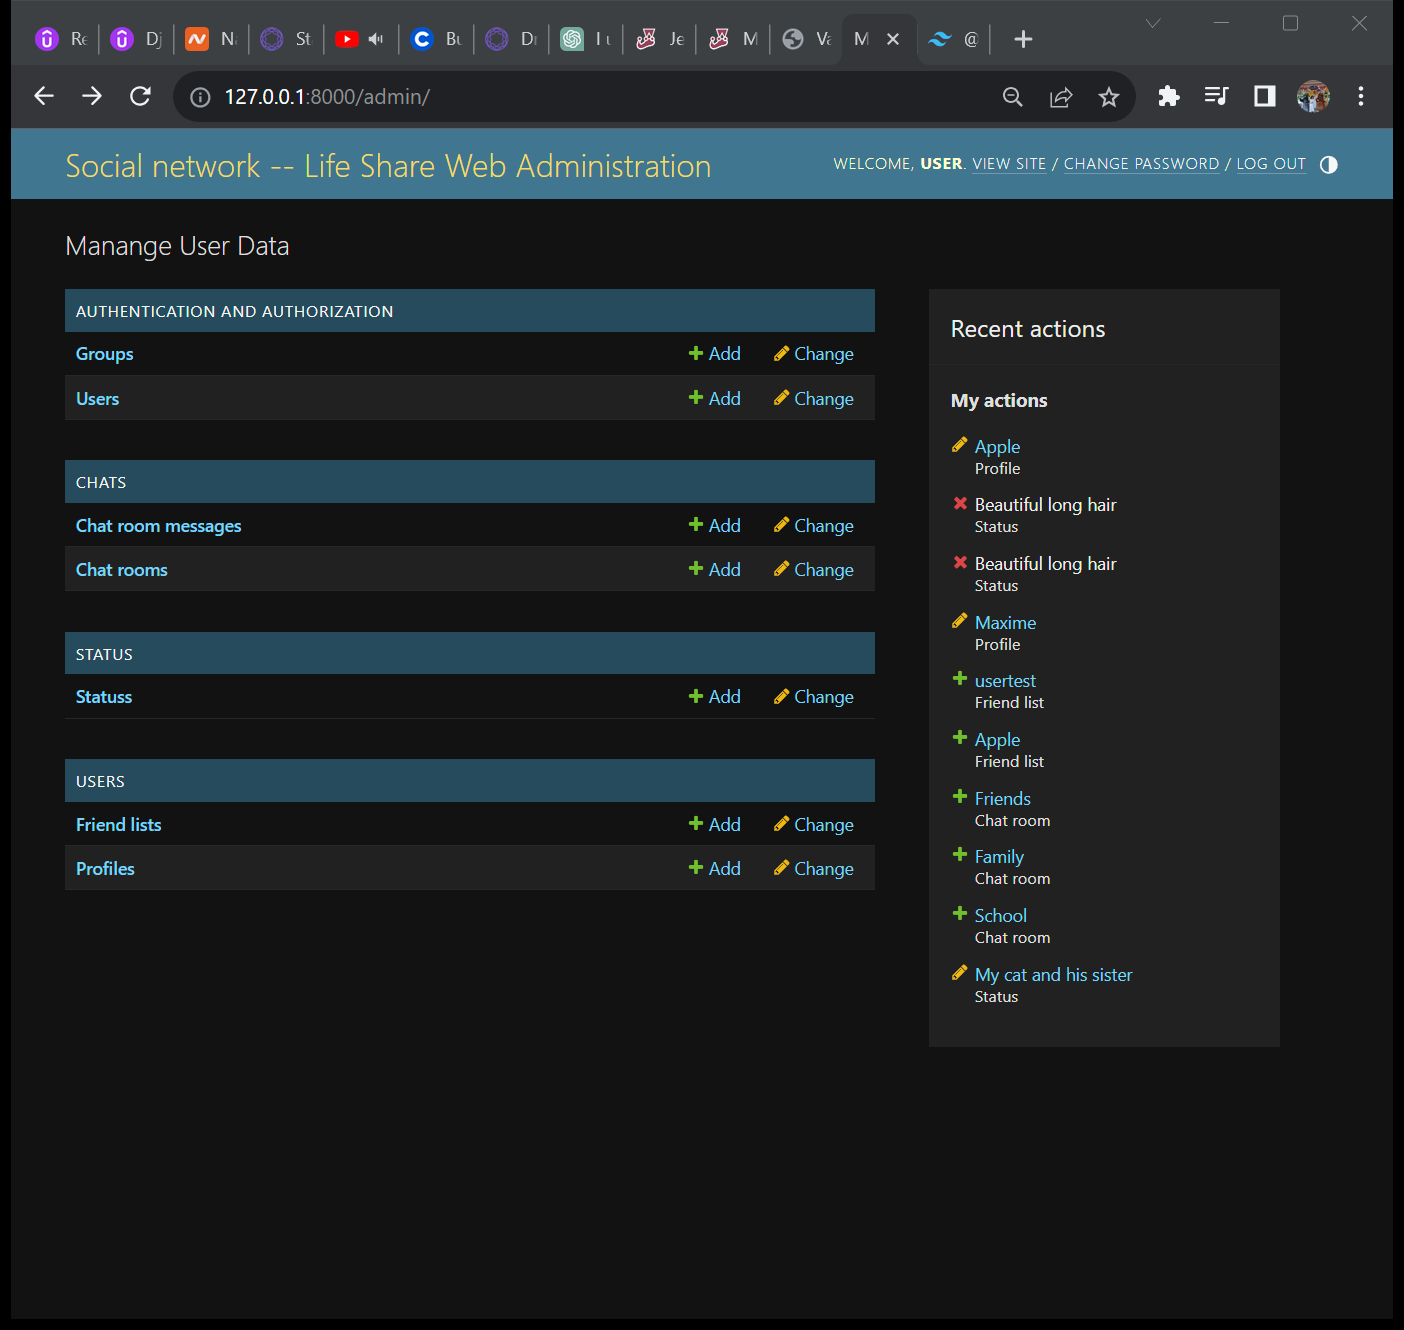 Re
Dj
N
St
Bu
Dr
I u
Je
M
Va
M
@
127.0.0.1:8000/admin/
Social network -- Life Share Web Administration
WELCOME, USER. VIEW SITE / CHANGE PASSWORD / LOG OUT
Manange User Data
AUTHENTICATION AND AUTHORIZATION
Groups Add Change
Users Add Change
CHATS
Chat room messages Add Change
Chat rooms Add Change
STATUS
Statuss Add Change
USERS
Friend lists Add Change
Profiles Add Change
Recent actions
My actions
Apple
Profile
Beautiful long hair
Status
Beautiful long hair
Status
Maxime
Profile
usertest
Friend list
Apple
Friend list
Friends
Chat room
Family
Chat room
School
Chat room
My cat and his sister
Status